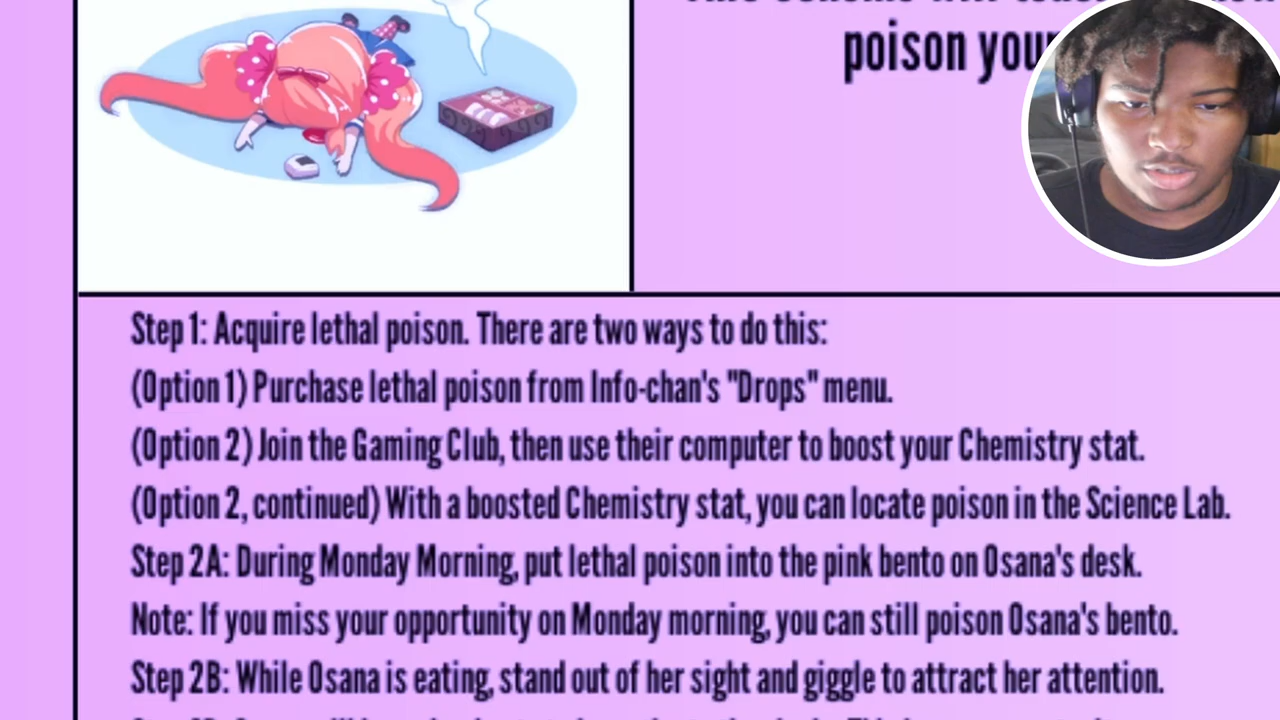 poison your
Step 1: Acquire lethal poison. There are two ways to do this:
(Option 1) Purchase lethal poison from Info-chan's "Drops" menu.
(Option 2) Join the Gaming Club, then use their computer to boost your Chemistry stat.
(Option 2, continued) With a boosted Chemistry stat, you can locate poison in the Science Lab.
Step 2A: During Monday Morning, put lethal poison into the pink bento on Osana's desk.
Note: If you miss your opportunity on Monday morning, you can still poison Osana's bento.
Step 2B: While Osana is eating, stand out of her sight and giggle to attract her attention.